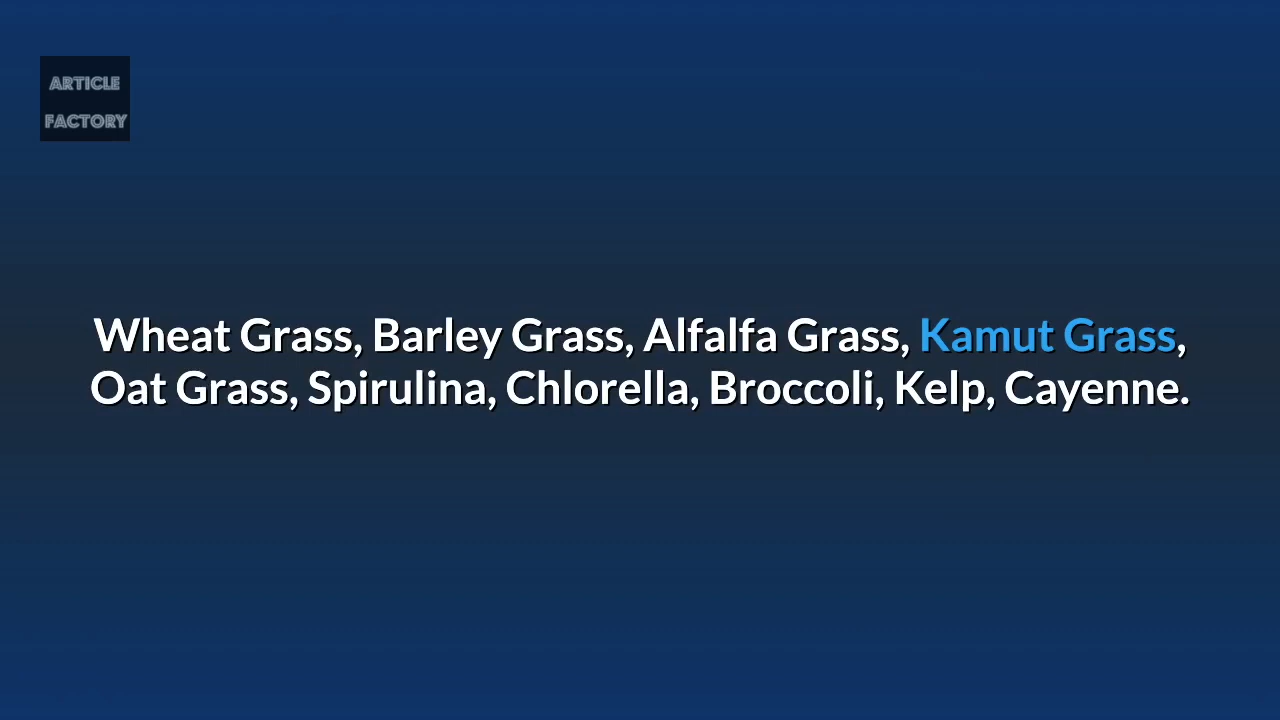 ARTICLE
FACTORY
Wheat Grass, Barley Grass, Alfalfa Grass, Kamut Grass,
Oat Grass, Spirulina, Chlorella, Broccoli, Kelp, Cayenne.